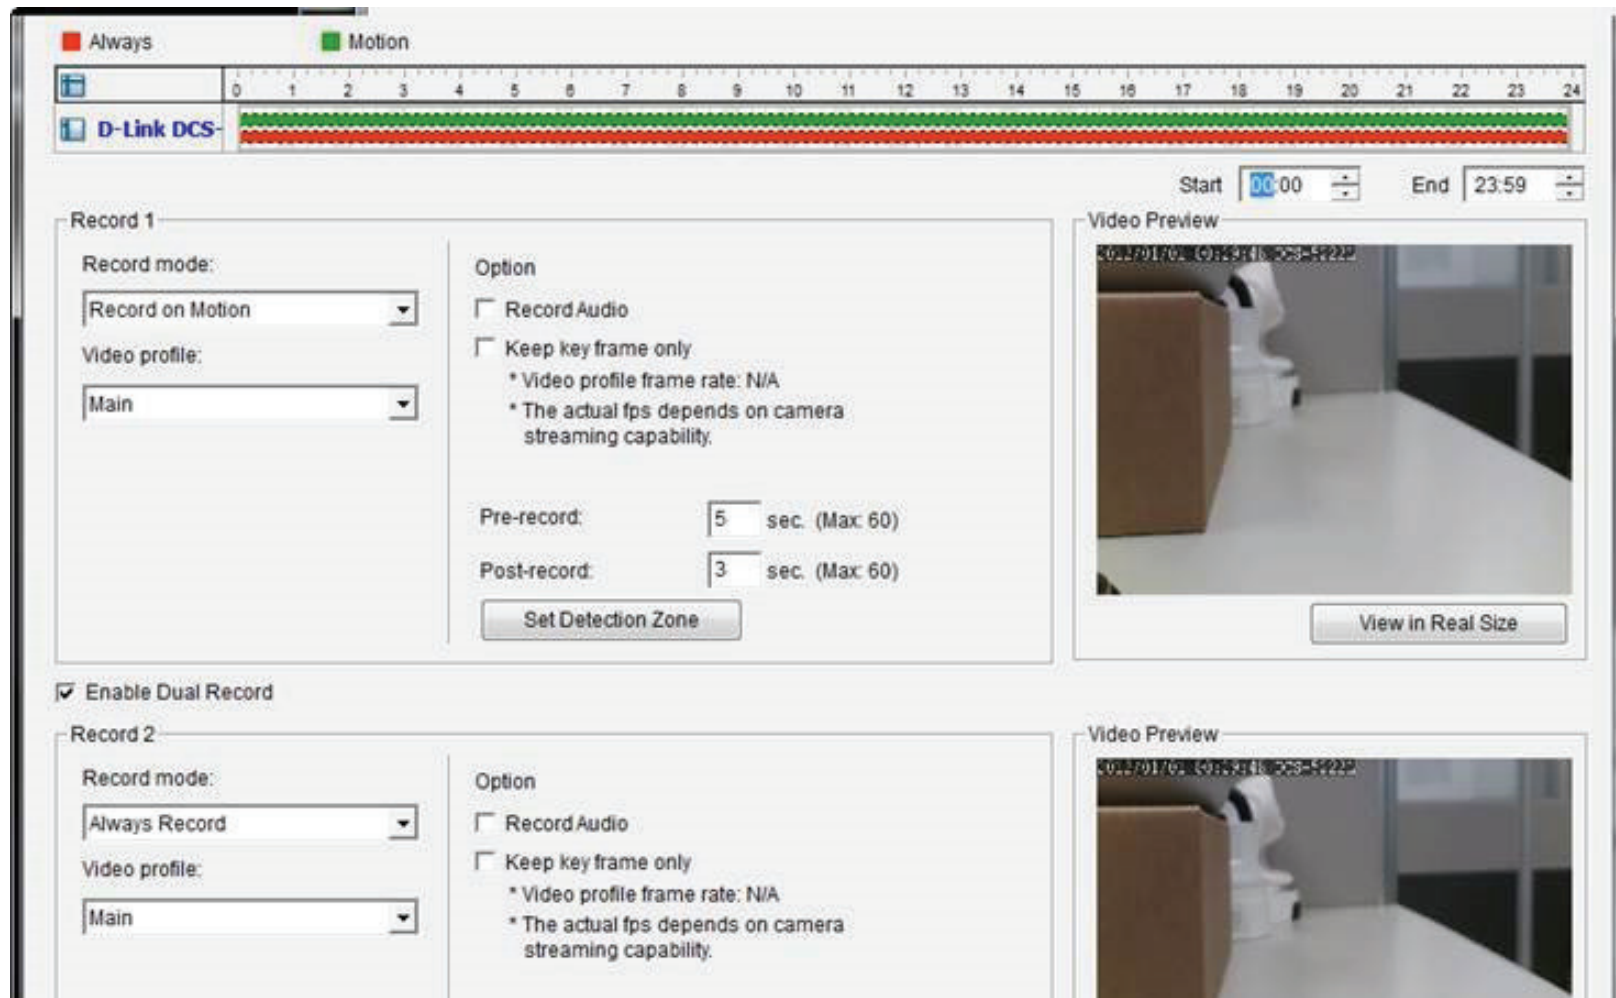 Always Motion
0 1 2 3 4 5 6 7 8 9 10 11 12 13 14 15 16 17 18 19 20 21 22 23 24
D-Link DCS-
Start 00:00 End 23:59
Record 1
Video Preview
Record mode:
Record on Motion
Video profile:
Main
Option
Record Audio
Keep key frame only
* Video profile frame rate: N/A
* The actual fps depends on camera
streaming capability.
Pre-record: 5 sec. (Max: 60)
Post-record: 3 sec. (Max: 60)
Set Detection Zone
View in Real Size
Enable Dual Record
Record 2
Video Preview
Record mode:
Always Record
Video profile:
Main
Option
Record Audio
Keep key frame only
* Video profile frame rate: N/A
* The actual fps depends on camera
streaming capability.